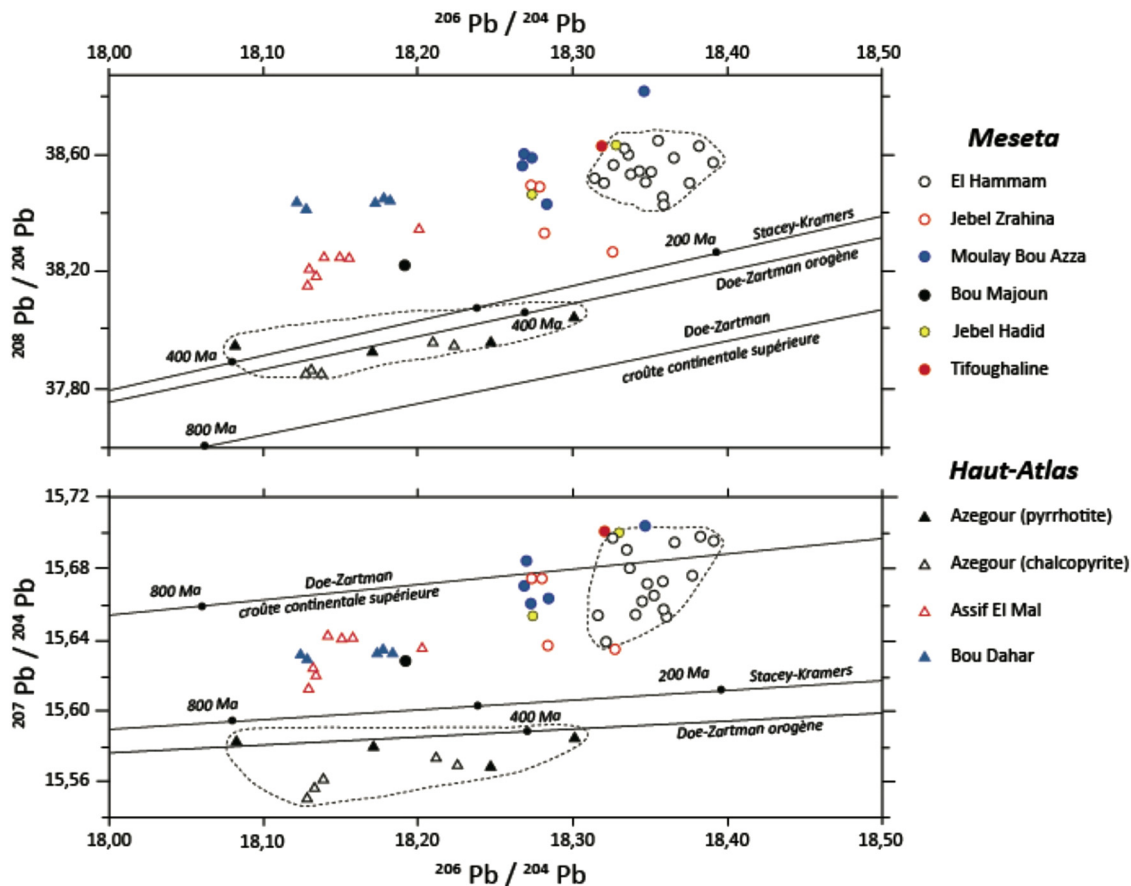 206 Pb / 204 Pb
18,00 18,10 18,20 18,30 18,40 18,50
208 Pb / 204 Pb
38,60
38,20
37,80
200 Ma
Stacey-Kramers
Doe-Zartman orogène
400 Ma
400 Ma
Doe-Zartman
croûte continentale supérieure
800 Ma
Meseta
El Hammam
Jebel Zrahina
Moulay Bou Azza
Bou Majoun
Jebel Hadid
Tifoughaline
207 Pb / 204 Pb
15,72
15,68
15,64
15,60
15,56
800 Ma
Doe-Zartman
croûte continentale supérieure
800 Ma
200 Ma
Stacey-Kramers
400 Ma
Doe-Zartman orogène
18,00 18,10 18,20 18,30 18,40 18,50
206 Pb / 204 Pb
Haut-Atlas
Azegour (pyrrhotite)
Azegour (chalcopyrite)
Assif El Mal
Bou Dahar